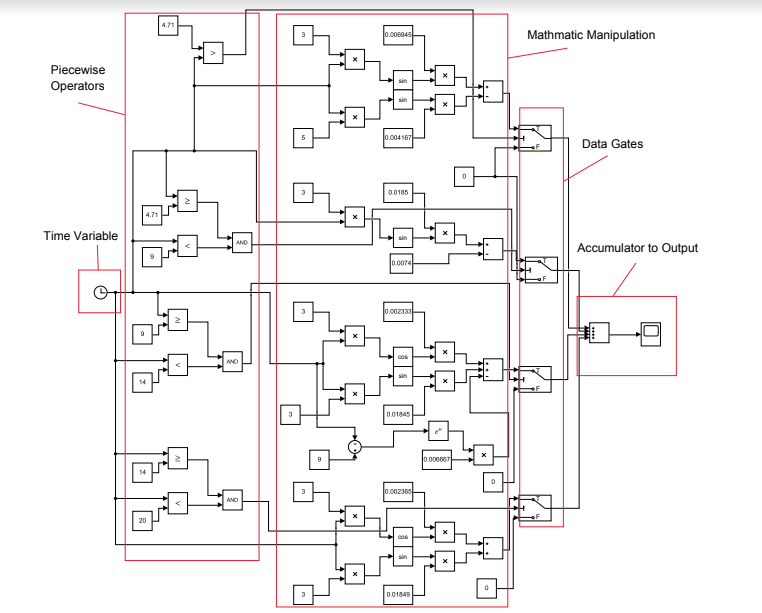 4.71
>
3
0.006945
Mathmatic Manipulation
×
×
sin
sin
×
×
+
-
Piecewise
Operators
5
0.004167
T
F
Data Gates
0
≥
4.71
<
9
AND
3
0.0185
×
sin
×
0.0074
+
-
T
F
Time Variable
Accumulator to Output
≥
9
<
14
AND
3
0.002333
×
×
cos
sin
×
×
+
+
-
3
0.01845
T
F
9
eᵘ
0.006667
×
0
≥
14
<
20
AND
3
0.002365
×
×
cos
sin
×
×
+
+
T
F
3
0.01849
0